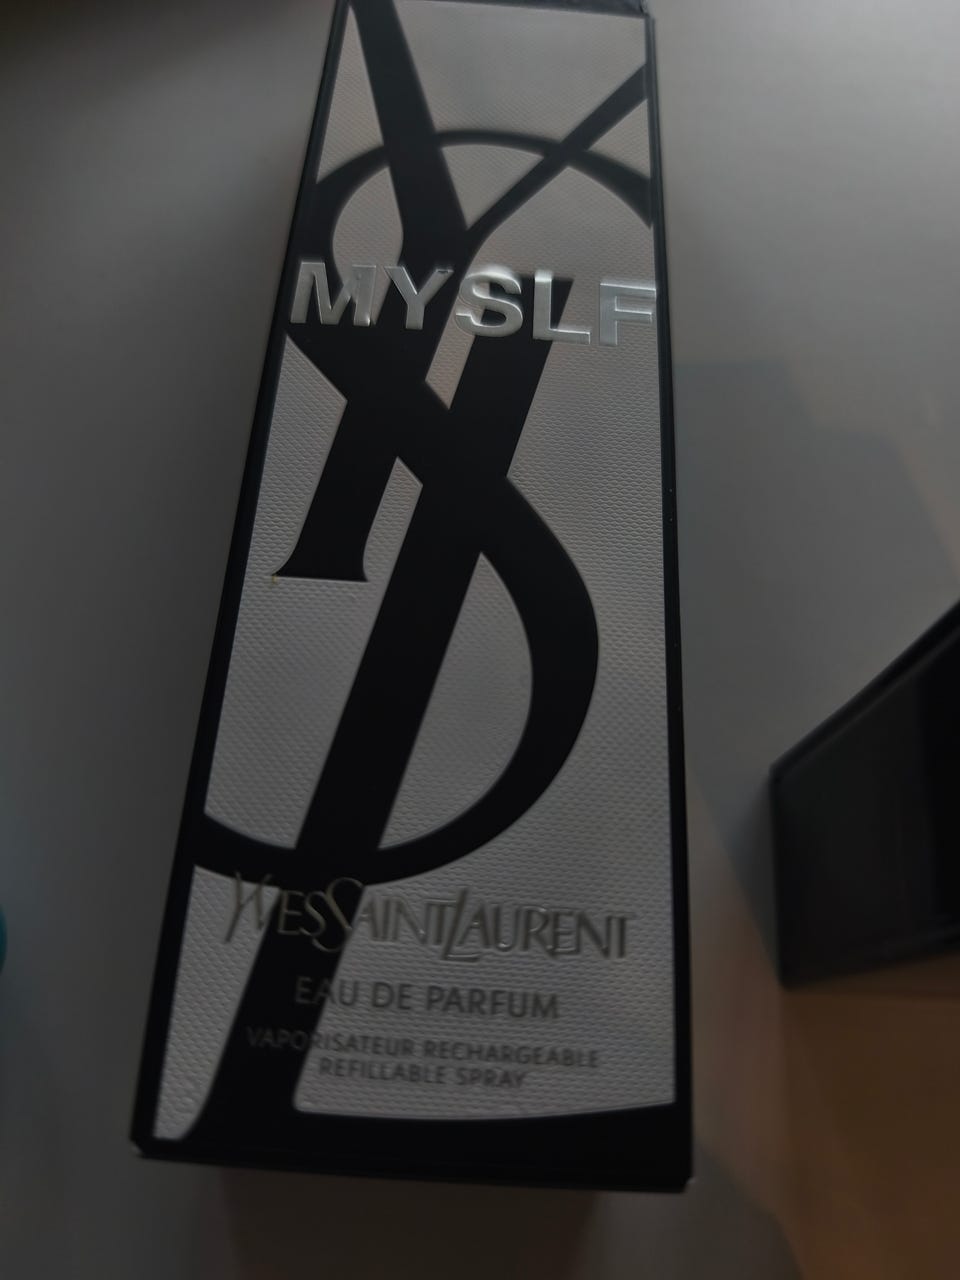 MYSLF
YVESSAINTLAURENT
EAU DE PARFUM
VAPORISATEUR RECHARGEABLE
REFILLABLE SPRAY